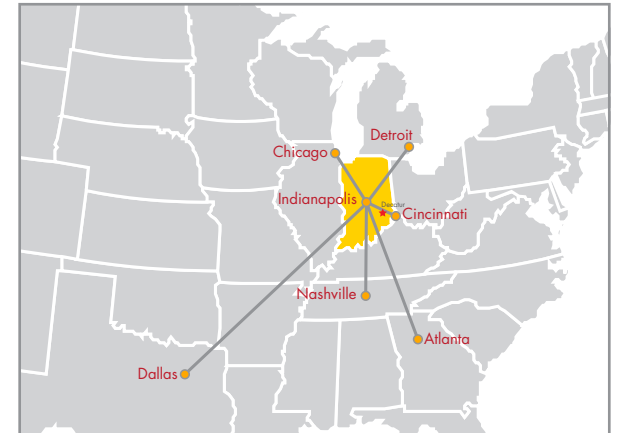 Detroit
Chicago
Indianapolis
Decatur
Cincinnati
Nashville
Atlanta
Dallas